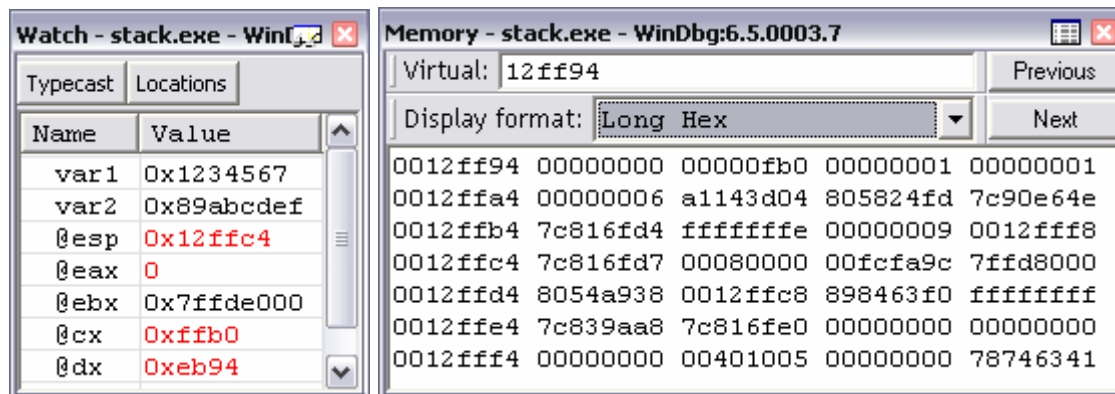 Watch - stack.exe - Win
Typecast Locations
Name Value
var1 0x1234567
var2 0x89abcdef
@esp 0x12ffc4
@eax 0
@ebx 0x7ffde000
@cx 0xffb0
@dx 0xeb94
Memory - stack.exe - WinDbg:6.5.0003.7
Virtual: 12ff94 Previous
Display format: Long Hex Next
0012ff94 00000000 00000fb0 00000001 00000001
0012ffa4 00000006 a1143d04 805824fd 7c90e64e
0012ffb4 7c816fd4 fffffffe 00000009 0012fff8
0012ffc4 7c816fd7 00080000 00fcfa9c 7ffd8000
0012ffd4 8054a938 0012ffc8 898463f0 ffffffff
0012ffe4 7c839aa8 7c816fe0 00000000 00000000
0012fff4 00000000 00401005 00000000 78746341